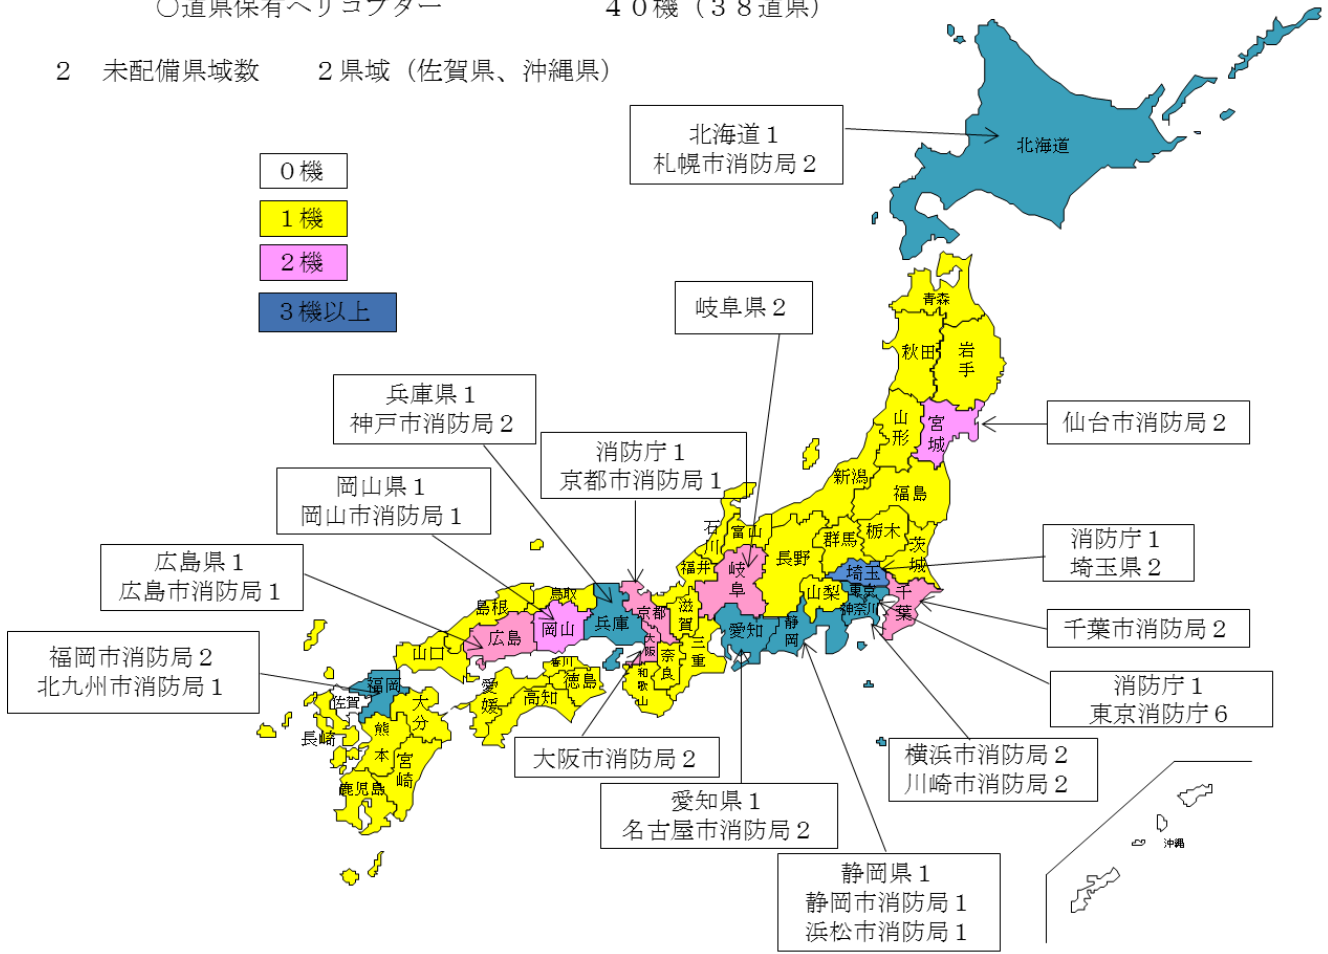 ○道県保有ヘリコプター　　４０機（３８道県）
２　未配備県域数　　２県域（佐賀県、沖縄県）
０機
１機
２機
３機以上
北海道１
札幌市消防局２
北海道
岐阜県２
青森
秋田
岩手
兵庫県１
神戸市消防局２
山形
宮城
仙台市消防局２
消防庁１
京都市消防局１
岡山県１
岡山市消防局１
新潟
福島
石川
富山
群馬
栃木
茨城
長野
消防庁１
埼玉県２
広島県１
広島市消防局１
福井
岐阜
埼玉
東京
山梨
神奈川
千葉
島根
鳥取
京都
滋賀
兵庫
岡山
広島
愛知
静岡
千葉市消防局２
福岡市消防局２
北九州市消防局１
山口
大阪
奈良
三重
和歌山
香川
徳島
愛媛
高知
消防庁１
東京消防庁６
福岡
佐賀
大分
長崎
熊本
宮崎
鹿児島
大阪市消防局２
横浜市消防局２
川崎市消防局２
愛知県１
名古屋市消防局２
静岡県１
静岡市消防局１
浜松市消防局１
沖縄